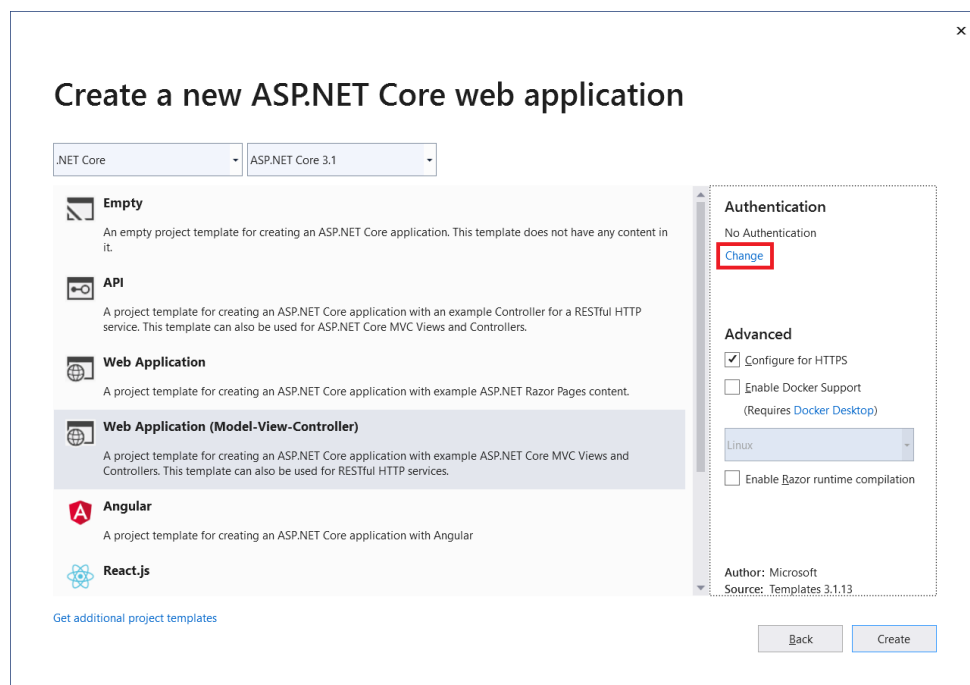 Create a new ASP.NET Core web application
.NET Core
ASP.NET Core 3.1
Empty
An empty project template for creating an ASP.NET Core application. This template does not have any content in
it.
API
A project template for creating an ASP.NET Core application with an example Controller for a RESTful HTTP
service. This template can also be used for ASP.NET Core MVC Views and Controllers.
Web Application
A project template for creating an ASP.NET Core application with example ASP.NET Razor Pages content.
Web Application (Model-View-Controller)
A project template for creating an ASP.NET Core application with example ASP.NET Core MVC Views and
Controllers. This template can also be used for RESTful HTTP services.
Angular
A project template for creating an ASP.NET Core application with Angular
React.js
Get additional project templates
Authentication
No Authentication
Change
Advanced
Configure for HTTPS
Enable Docker Support
(Requires Docker Desktop)
Linux
Enable Razor runtime compilation
Author: Microsoft
Source: Templates 3.1.13
Back
Create